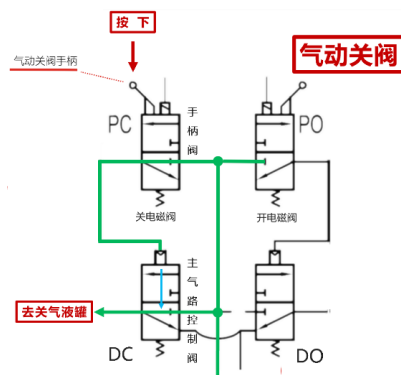 按 下
气动关阀
气动关阀手柄
PC
手柄阀
PO
关电磁阀
开电磁阀
主气路控制阀
去关气液罐
DC
DO